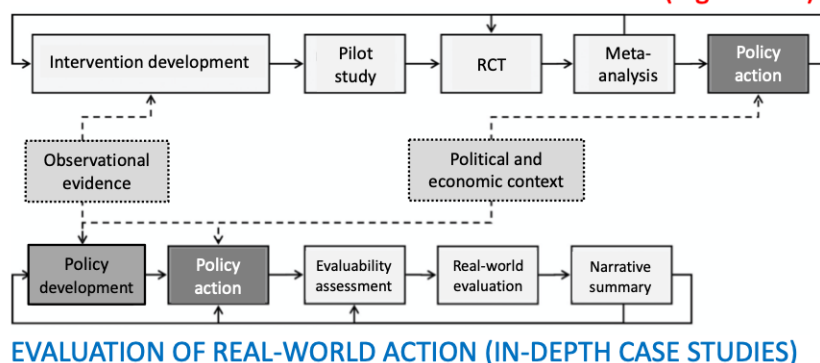 Intervention development
Pilot
study
RCT
Meta-
analysis
Policy
action
Observational
evidence
Political and
economic context
Policy
development
Policy
action
Evaluability
assessment
Real-world
evaluation
Narrative
summary
EVALUATION OF REAL-WORLD ACTION (IN-DEPTH CASE STUDIES)